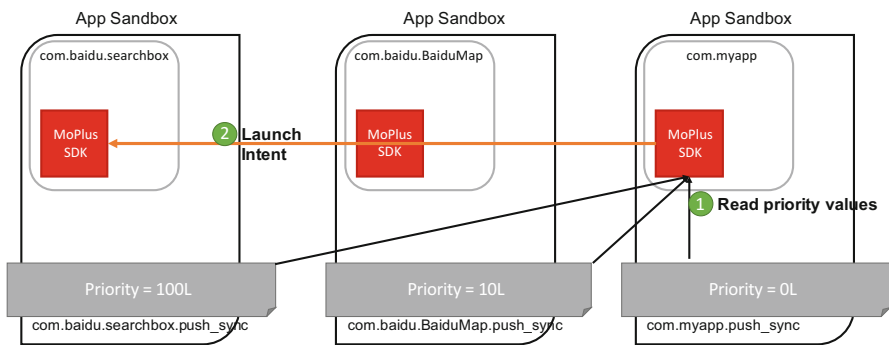 App Sandbox
App Sandbox
App Sandbox
com.baidu.searchbox
com.baidu.BaiduMap
com.myapp
MoPlus
SDK
2
Launch
Intent
MoPlus
SDK
MoPlus
SDK
1
Read priority values
Priority = 100L
Priority = 10L
Priority = 0L
com.baidu.searchbox.push_sync
com.baidu.BaiduMap.push_sync
com.myapp.push_sync